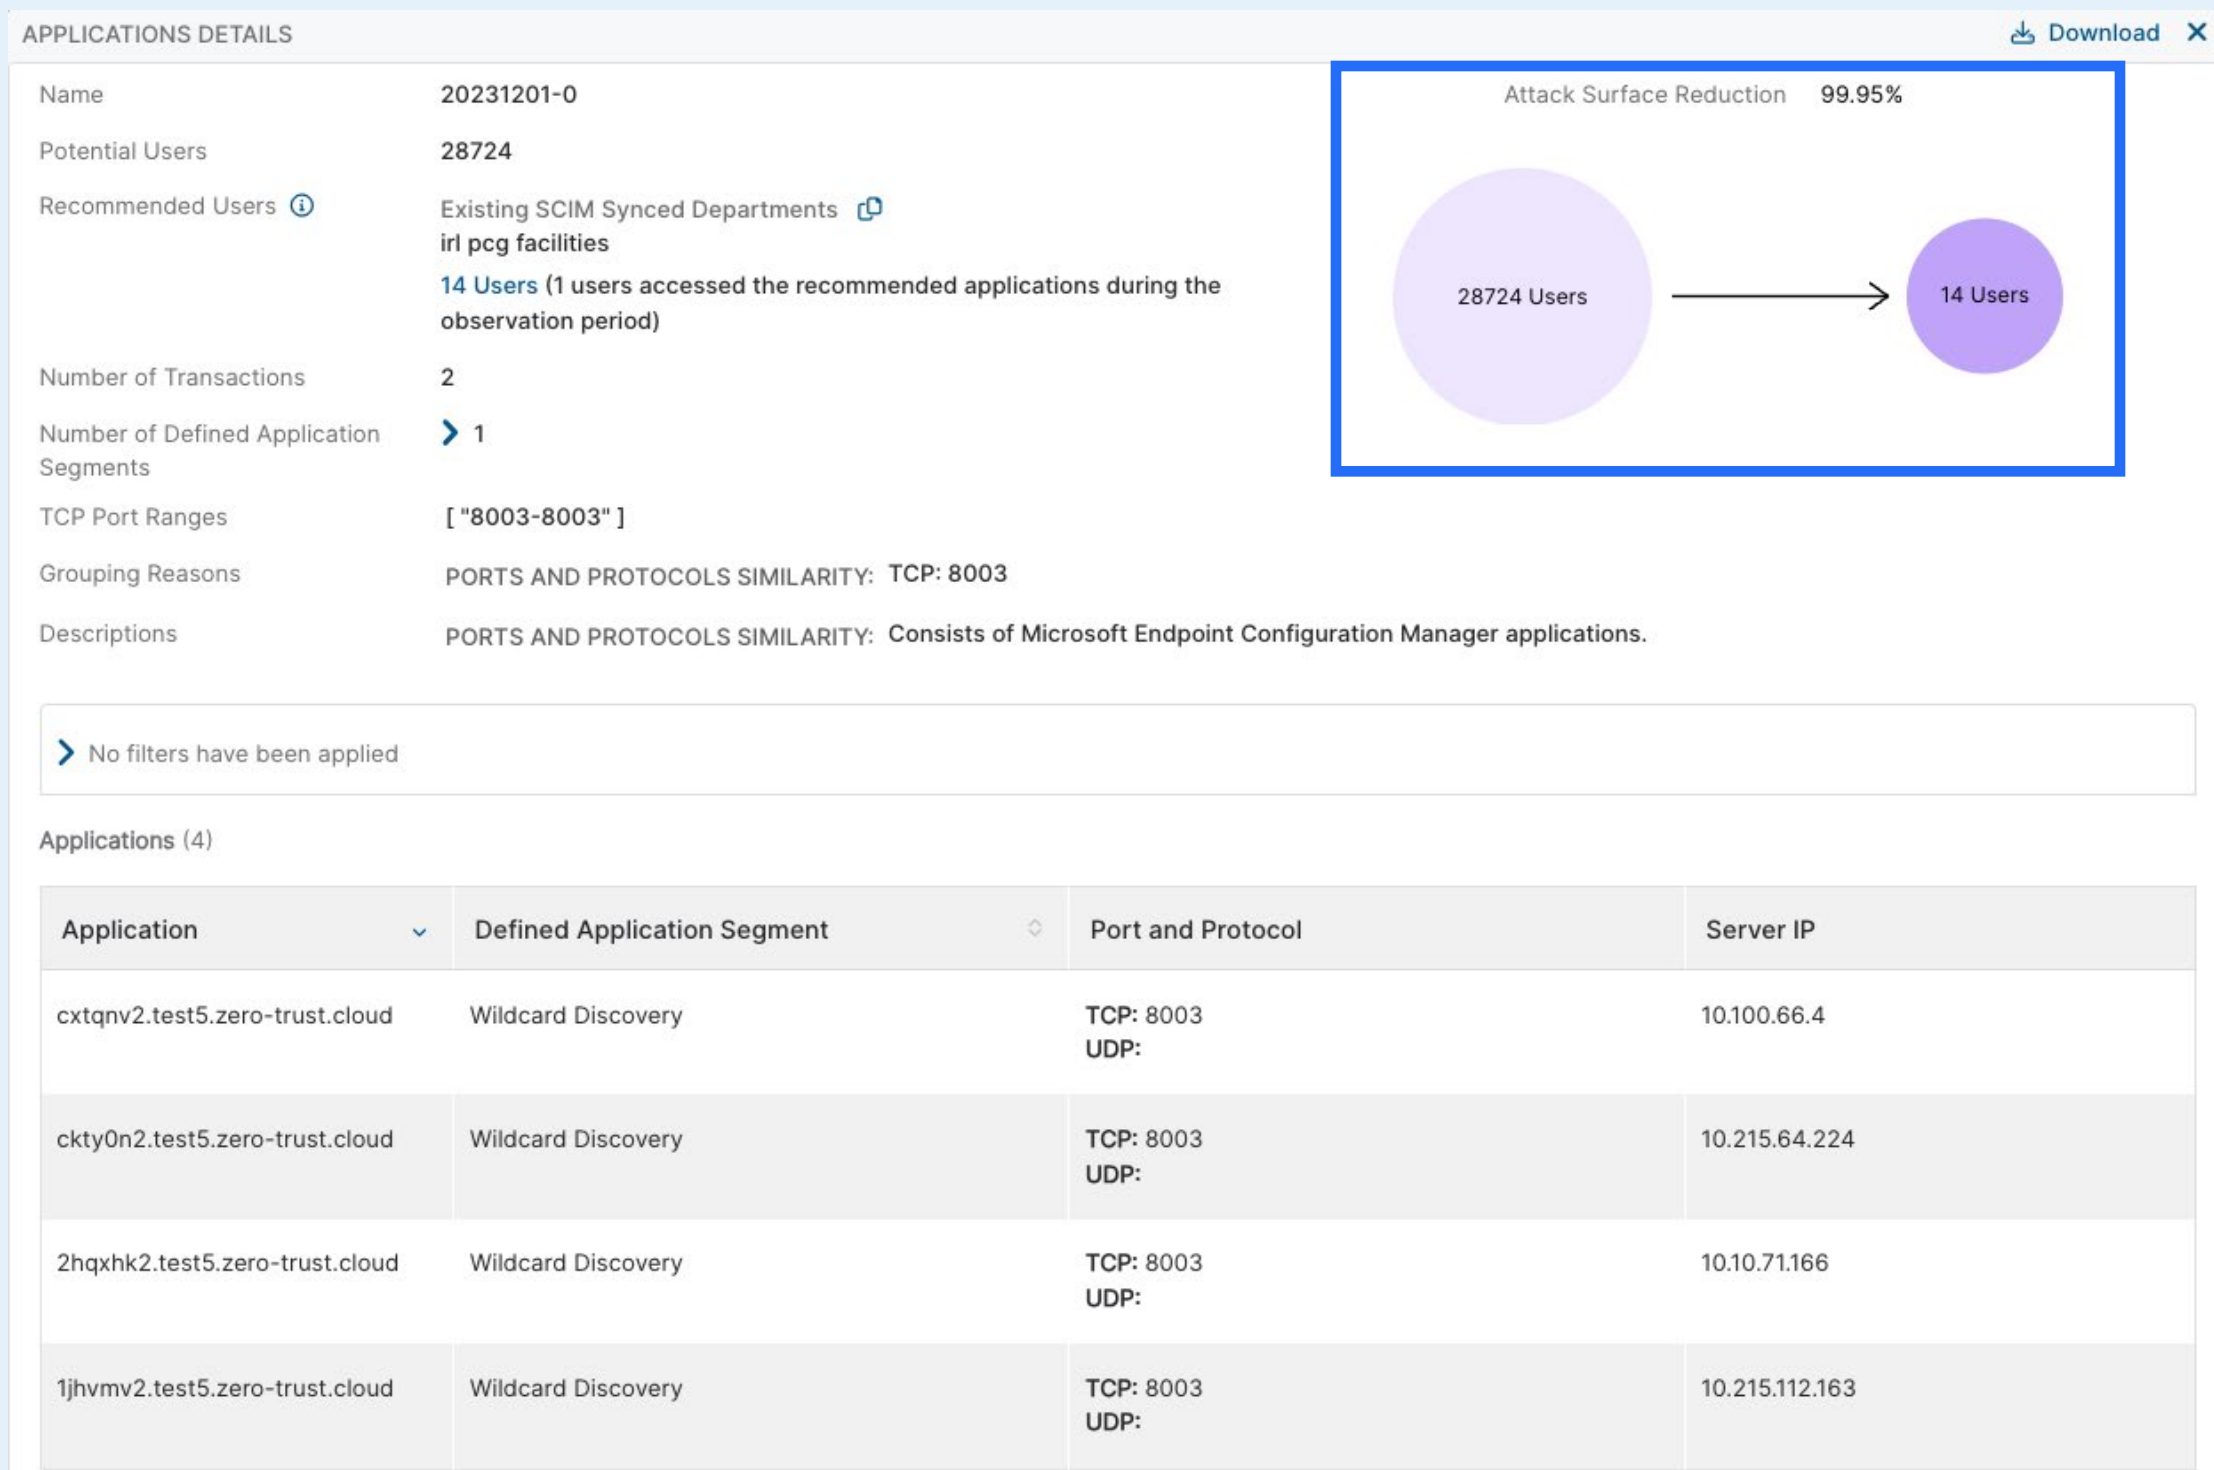 APPLICATIONS DETAILS
Download
Name 20231201-0
Potential Users 28724
Recommended Users Existing SCIM Synced Departments
irl pcg facilities
14 Users (1 users accessed the recommended applications during the
observation period)
Number of Transactions 2
Number of Defined Application
Segments
1
TCP Port Ranges [ "8003-8003" ]
Grouping Reasons PORTS AND PROTOCOLS SIMILARITY: TCP: 8003
Descriptions PORTS AND PROTOCOLS SIMILARITY: Consists of Microsoft Endpoint Configuration Manager applications.
Attack Surface Reduction 99.95%
28724 Users
14 Users
No filters have been applied
Applications (4)
Application Defined Application Segment Port and Protocol Server IP
cxtqnv2.test5.zero-trust.cloud Wildcard Discovery TCP: 8003 10.100.66.4
UDP:
ckty0n2.test5.zero-trust.cloud Wildcard Discovery TCP: 8003 10.215.64.224
UDP:
2hqxhk2.test5.zero-trust.cloud Wildcard Discovery TCP: 8003 10.10.71.166
UDP:
1jhvmv2.test5.zero-trust.cloud Wildcard Discovery TCP: 8003 10.215.112.163
UDP: